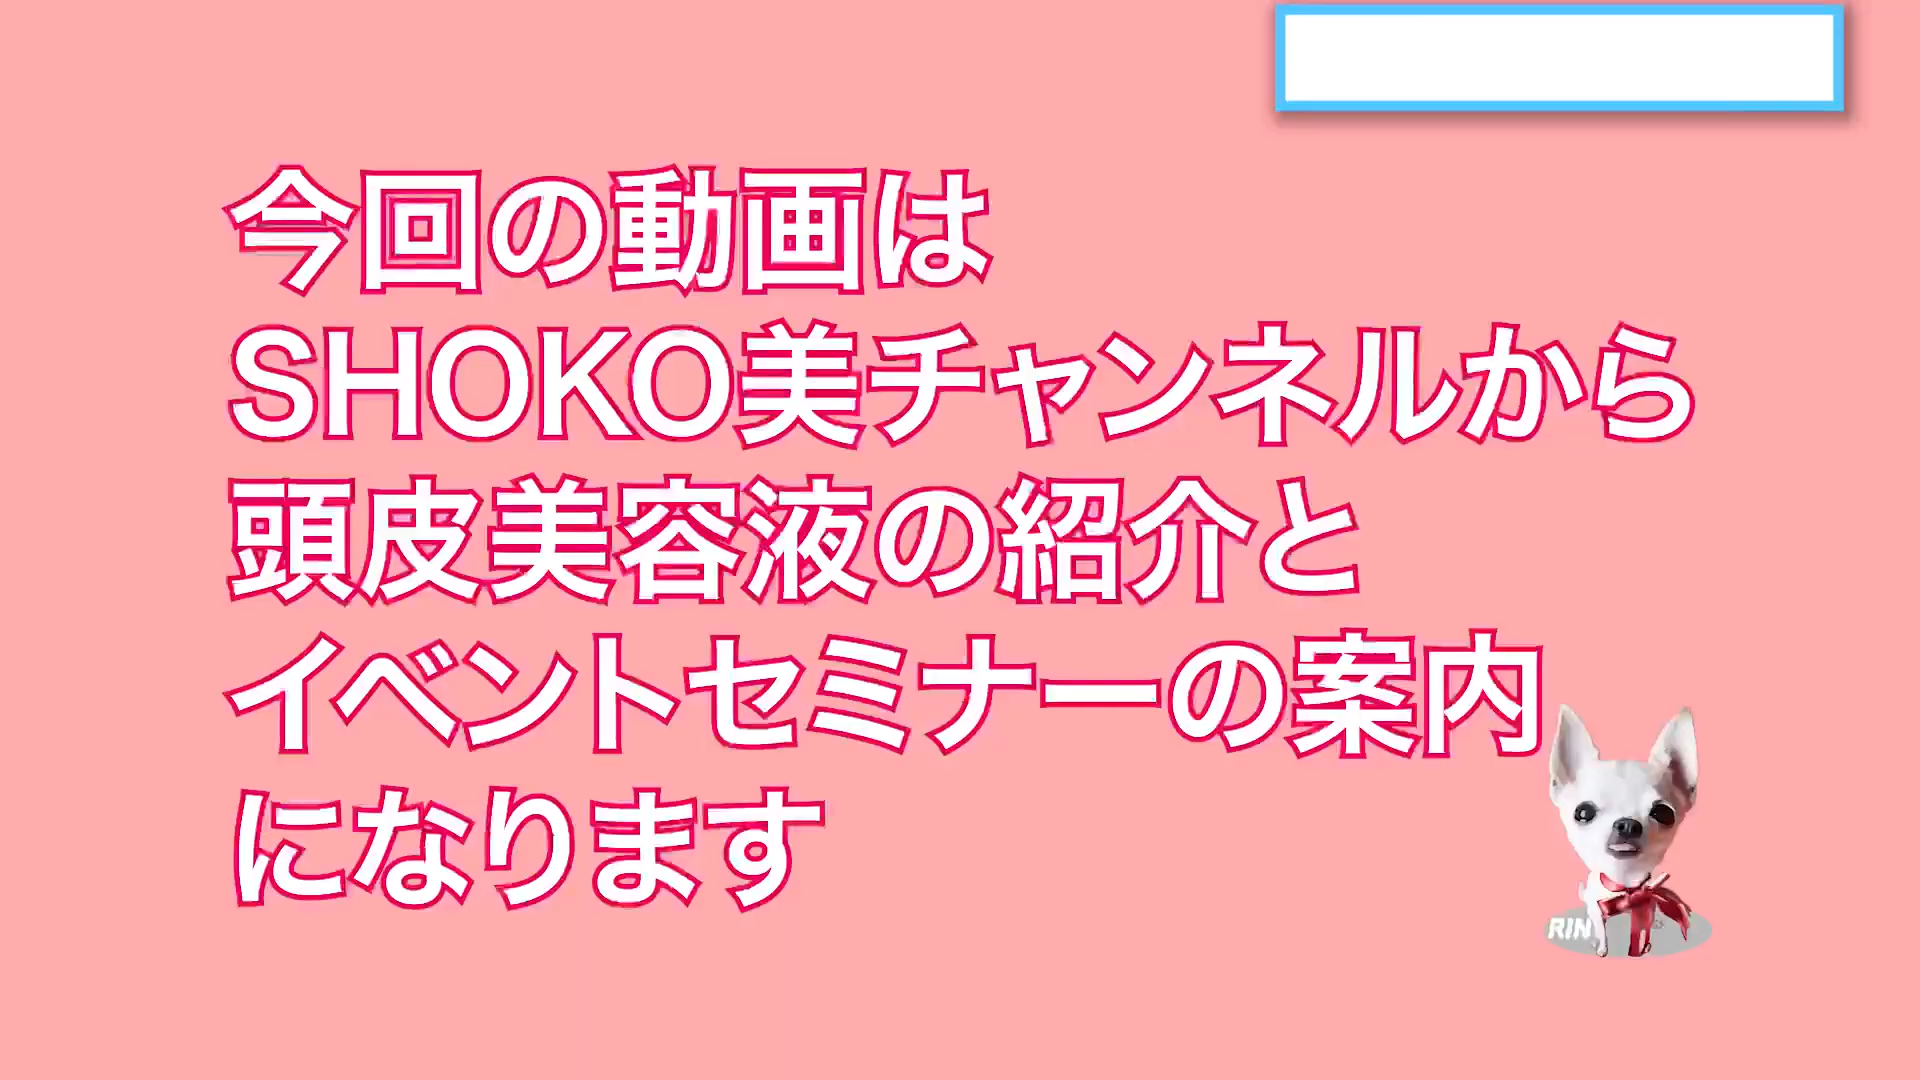 今回の動画は
SHOKO美チャンネルから
頭皮美容液の紹介と
イベントセミナーの案内
になります
RIN